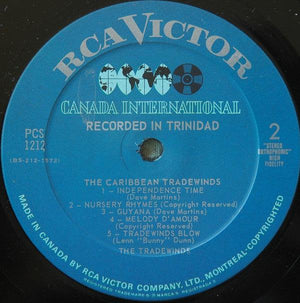 RCA VICTOR
CANADA INTERNATIONAL
RECORDED IN TRINIDAD
PCS
1212
2
"STEREO
ORTHOPHONIC"
HIGH
FIDELITY
THE CARIBBEAN TRADEWINDS
1 – INDEPENDENCE TIME
(Dave Martins)
2 – NURSERY RHYMES (Copyright Reserved)
3 – GUYANA (Dave Martins)
4 – MELODY D'AMOUR
(Copyright Reserved)
5 – TRADEWINDS BLOW
(Lenn "Bunny" Dunn)
THE TRADEWINDS
MADE IN CANADA BY RCA VICTOR COMPANY, LTD., MONTREAL-COPYRIGHTED